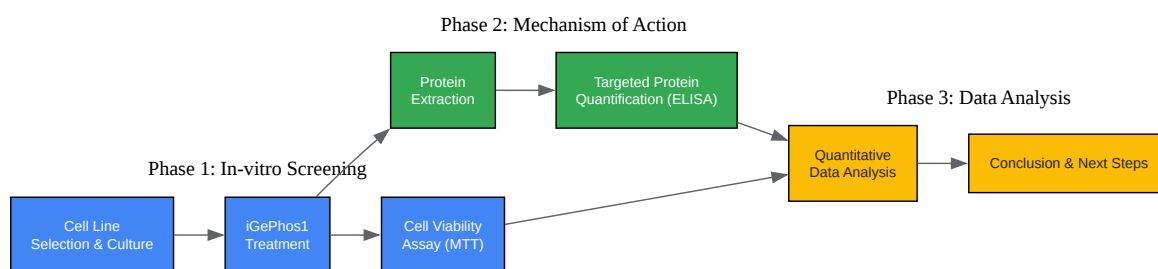 Phase 2: Mechanism of Action
Protein
Extraction
Targeted Protein
Quantification (ELISA)
Phase 3: Data Analysis
Quantitative
Data Analysis
Conclusion & Next Steps
Phase 1: In-vitro Screening
Cell Line
Selection & Culture
iGePhos1
Treatment
Cell Viability
Assay (MTT)